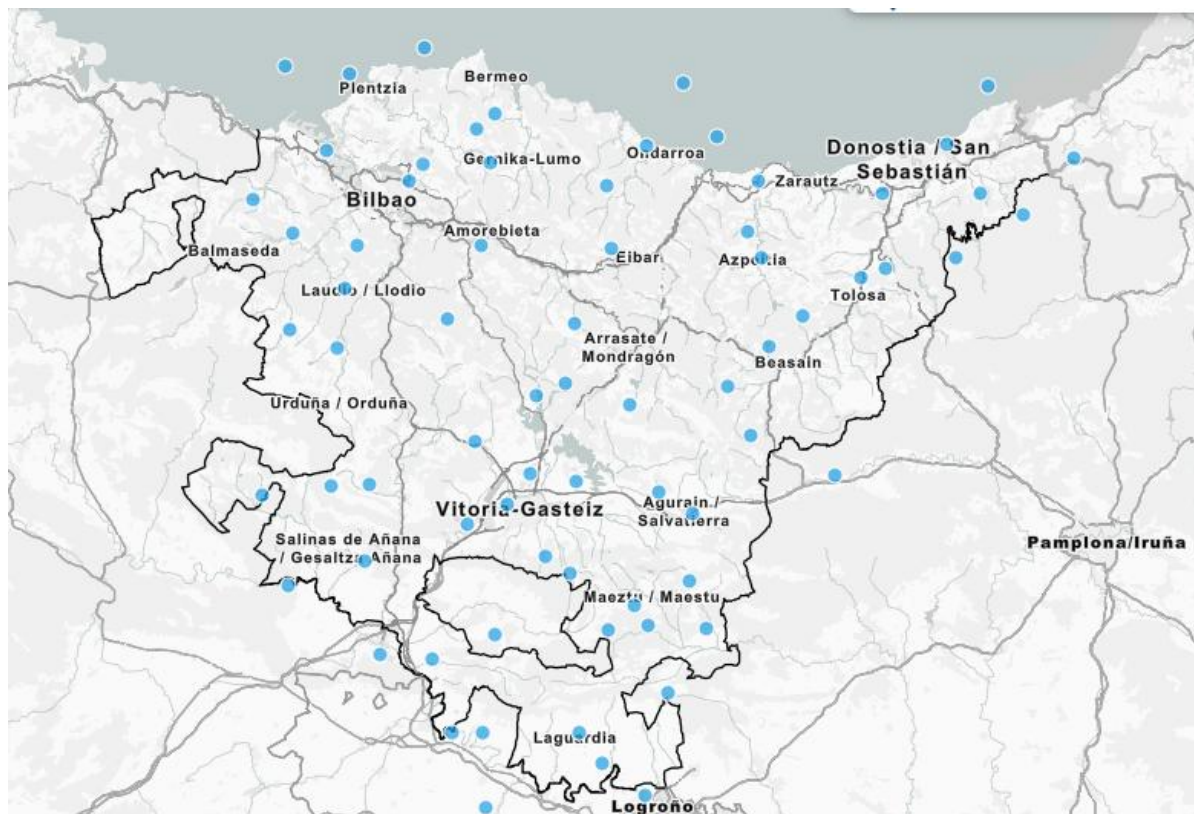 Bermeo
Plentzia
Gernika-Lumo
Ondarroa
Donostia / San
Sebastián
Zarautz
Bilbao
Amorebieta
Balmaseda
Eibar
Azpeitia
Laudio / Llodio
Tolosa
Arrasate /
Mondragón
Beasain
Urduña / Orduña
Vitoria-Gasteiz
Agurain /
Salvatierra
Salinas de Añana
/ Gesaltza Añana
Pamplona/Iruña
Maeztu / Maestu
Laguardia
Logroño